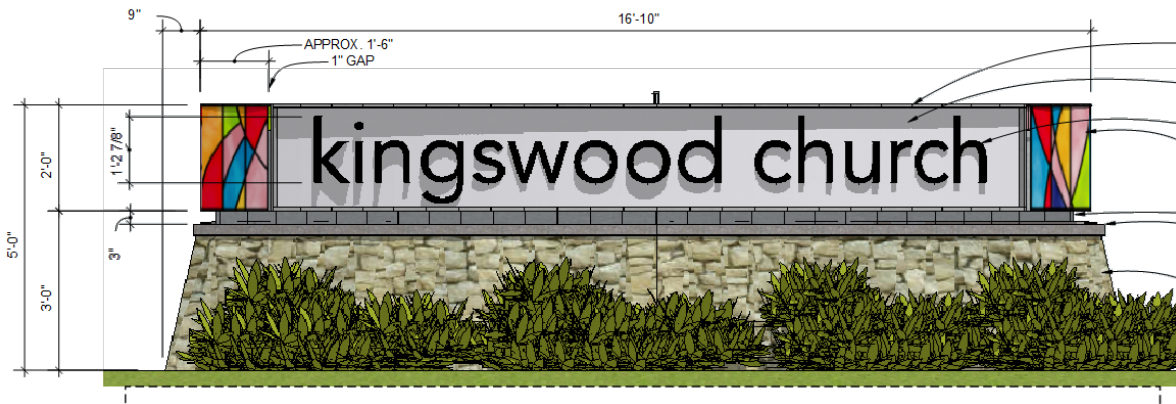 9"
16'-10"
APPROX. 1'-6"
1" GAP
kingswood church
1'-2 7/8"
2'-0"
5'-0"
3"
3'-0"